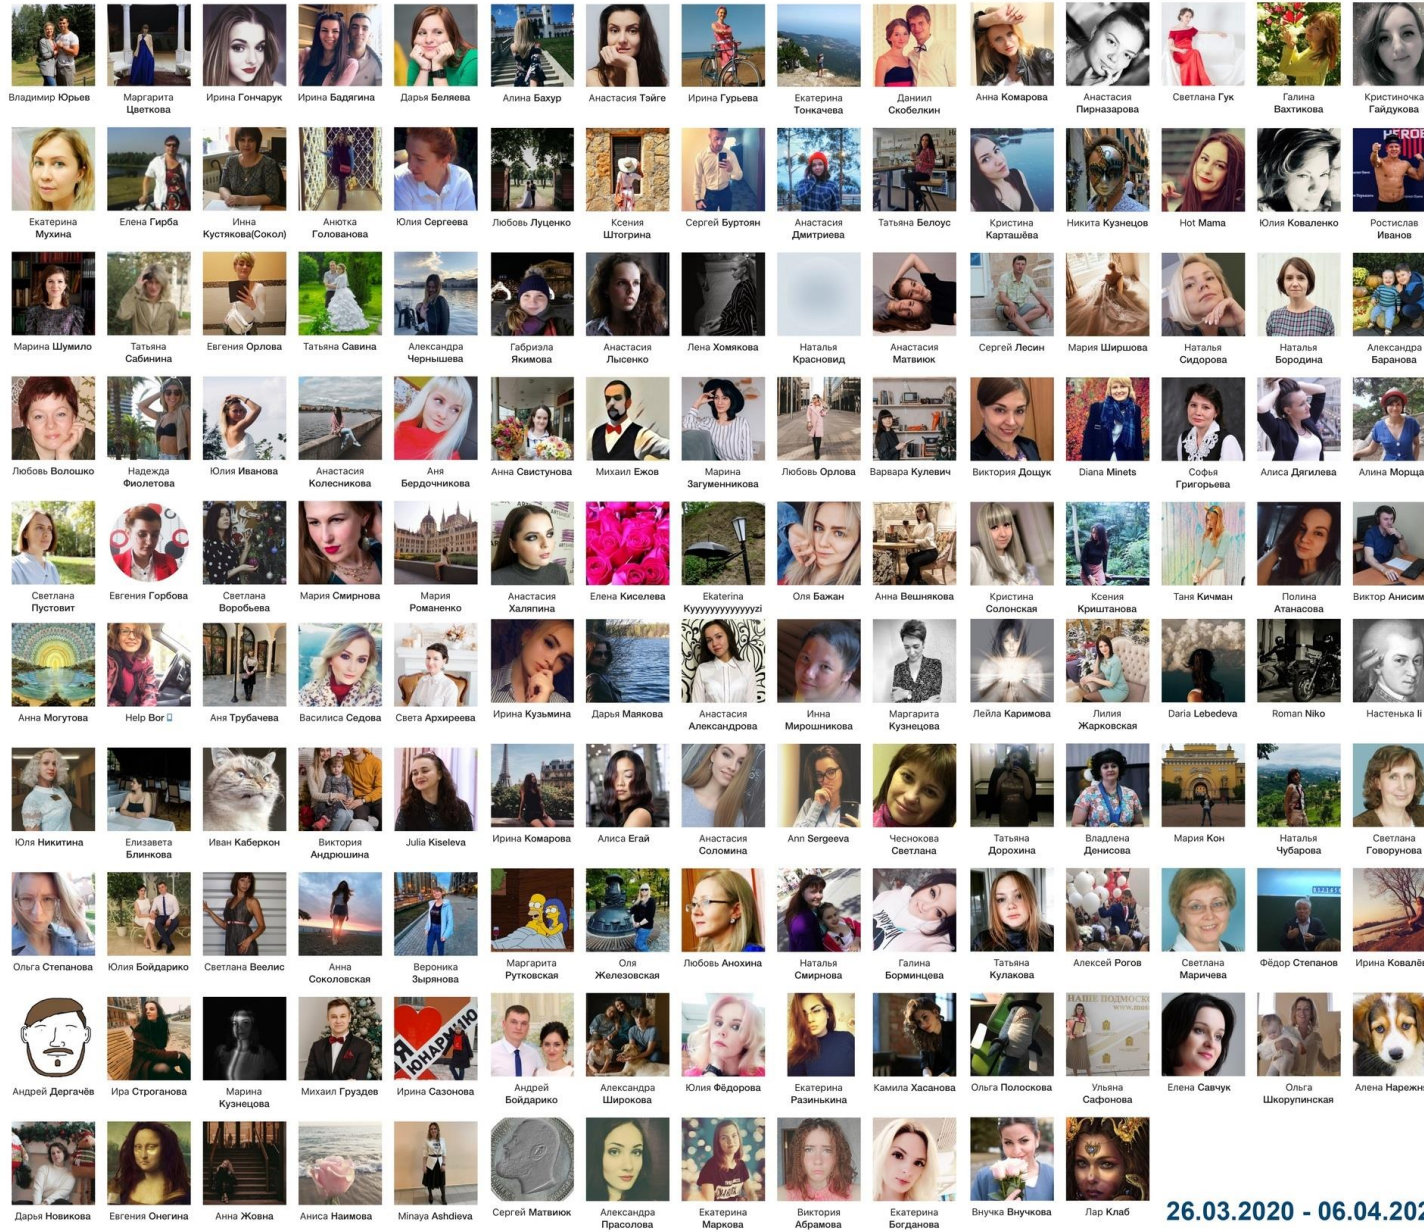 Владимир Юрьев
Маргарита
Цветкова
Ирина Гончарук
Ирина Бадягина
Дарья Беляева
Алина Бахур
Анастасия Тэйге
Ирина Гурьева
Екатерина
Тонкачева
Даниил
Скобелкин
Анна Комарова
Анастасия
Пирназарова
Светлана Гук
Галина
Вахтикова
Кристиночка
Гайдукова
HEROE
Екатерина
Мухина
Елена Гирба
Инна
Кустякова(Сокол)
Анютка
Голованова
Юлия Сергеева
Любовь Луценко
Ксения
Штогрина
Сергей Буртоян
Анастасия
Дмитриева
Татьяна Белоус
Кристина
Карташёва
Никита Кузнецов
Hot Mama
Юлия Коваленко
Ростислав
Иванов
Марина Шумило
Татьяна
Сабинина
Евгения Орлова
Татьяна Савина
Александра
Чернышева
Габриэла
Якимова
Анастасия
Лысенко
Лена Хомякова
Наталья
Красновид
Анастасия
Матвиюк
Сергей Лесин
Мария Ширшова
Наталья
Сидорова
Наталья
Бородина
Александра
Баранова
Любовь Волошко
Надежда
Фиолетова
Юлия Иванова
Анастасия
Колесникова
Аня
Бердочникова
Анна Свистунова
Михаил Ежов
Марина
Загуменникова
Любовь Орлова
Варвара Кулевич
Виктория Дощук
Diana Minets
Софья
Григорьева
Алиса Дягилева
Алина Морща
Светлана
Пустовит
Евгения Горбова
Светлана
Воробьева
Мария Смирнова
Мария
Романенко
Анастасия
Халяпина
Елена Киселева
Ekaterina
Kyyyyyyyyyyyyzi
Оля Бажан
Анна Вешнякова
Кристина
Солонская
Ксения
Криштанова
Таня Кичман
Полина
Атанасова
Виктор Анисим
Анна Могутова
Help Bor
Аня Трубачева
Василиса Седова
Света Архиреева
Ирина Кузьмина
Дарья Маякова
Анастасия
Александрова
Инна
Мирошникова
Маргарита
Кузнецова
Лейла Каримова
Лилия
Жарковская
Daria Lebedeva
Roman Niko
Настенька Ii
Юля Никитина
Елизавета
Блинкова
Иван Каберкон
Виктория
Андрюшина
Julia Kiseleva
Ирина Комарова
Алиса Егай
Анастасия
Соломина
Ann Sergeeva
Чеснокова
Светлана
Татьяна
Дорохина
Владлена
Денисова
Мария Кон
Наталья
Чубарова
Светлана
Говорунова
Ольга Степанова
Юлия Бойдарико
Светлана Веелис
Анна
Соколовская
Вероника
Зырянова
Маргарита
Рутковская
Оля
Железовская
Любовь Анохина
Наталья
Смирнова
Галина
Борминцева
Татьяна
Кулакова
Алексей Рогов
Светлана
Маричева
Фёдор Степанов
Ирина Ковалё
Я
ЮНАРМИЮ
НАШЕ ПОДМОСК
Андрей Дергачёв
Ира Строганова
Марина
Кузнецова
Михаил Груздев
Ирина Сазонова
Андрей
Бойдарико
Александра
Широкова
Юлия Фёдорова
Екатерина
Разинькина
Камила Хасанова
Ольга Полоскова
Ульяна
Сафонова
Елена Савчук
Ольга
Шкорупинская
Алена Нарежн
Дарья Новикова
Евгения Онегина
Анна Жовна
Аниса Наимова
Minaya Ashdieva
Сергей Матвиюк
Александра
Прасолова
Екатерина
Маркова
Виктория
Абрамова
Екатерина
Богданова
Внучка Внучкова
Лар Клаб
26.03.2020 - 06.04.202